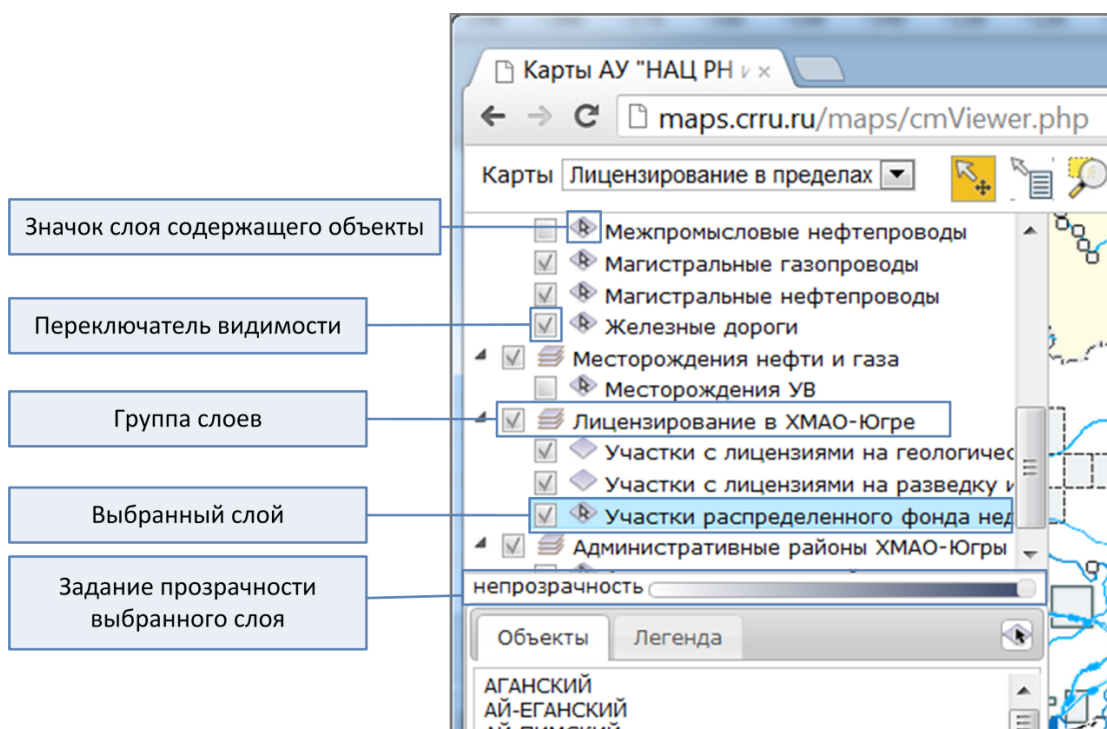 Карты АУ "НАЦ РН
maps.crru.ru/maps/cmViewer.php
Карты Лицензирование в пределах
Значок слоя содержащего объекты
Межпромысловые нефтепроводы
Магистральные газопроводы
Магистральные нефтепроводы
Переключатель видимости
Железные дороги
Месторождения нефти и газа
Месторождения УВ
Группа слоев
Лицензирование в ХМАО-Югре
Участки с лицензиями на геологичес
Участки с лицензиями на разведку и
Выбранный слой
Участки распределенного фонда нед
Административные районы ХМАО-Югры
Задание прозрачности
выбранного слоя
непрозрачность
Объекты Легенда
АГАНСКИЙ
АЙ-ЕГАНСКИЙ